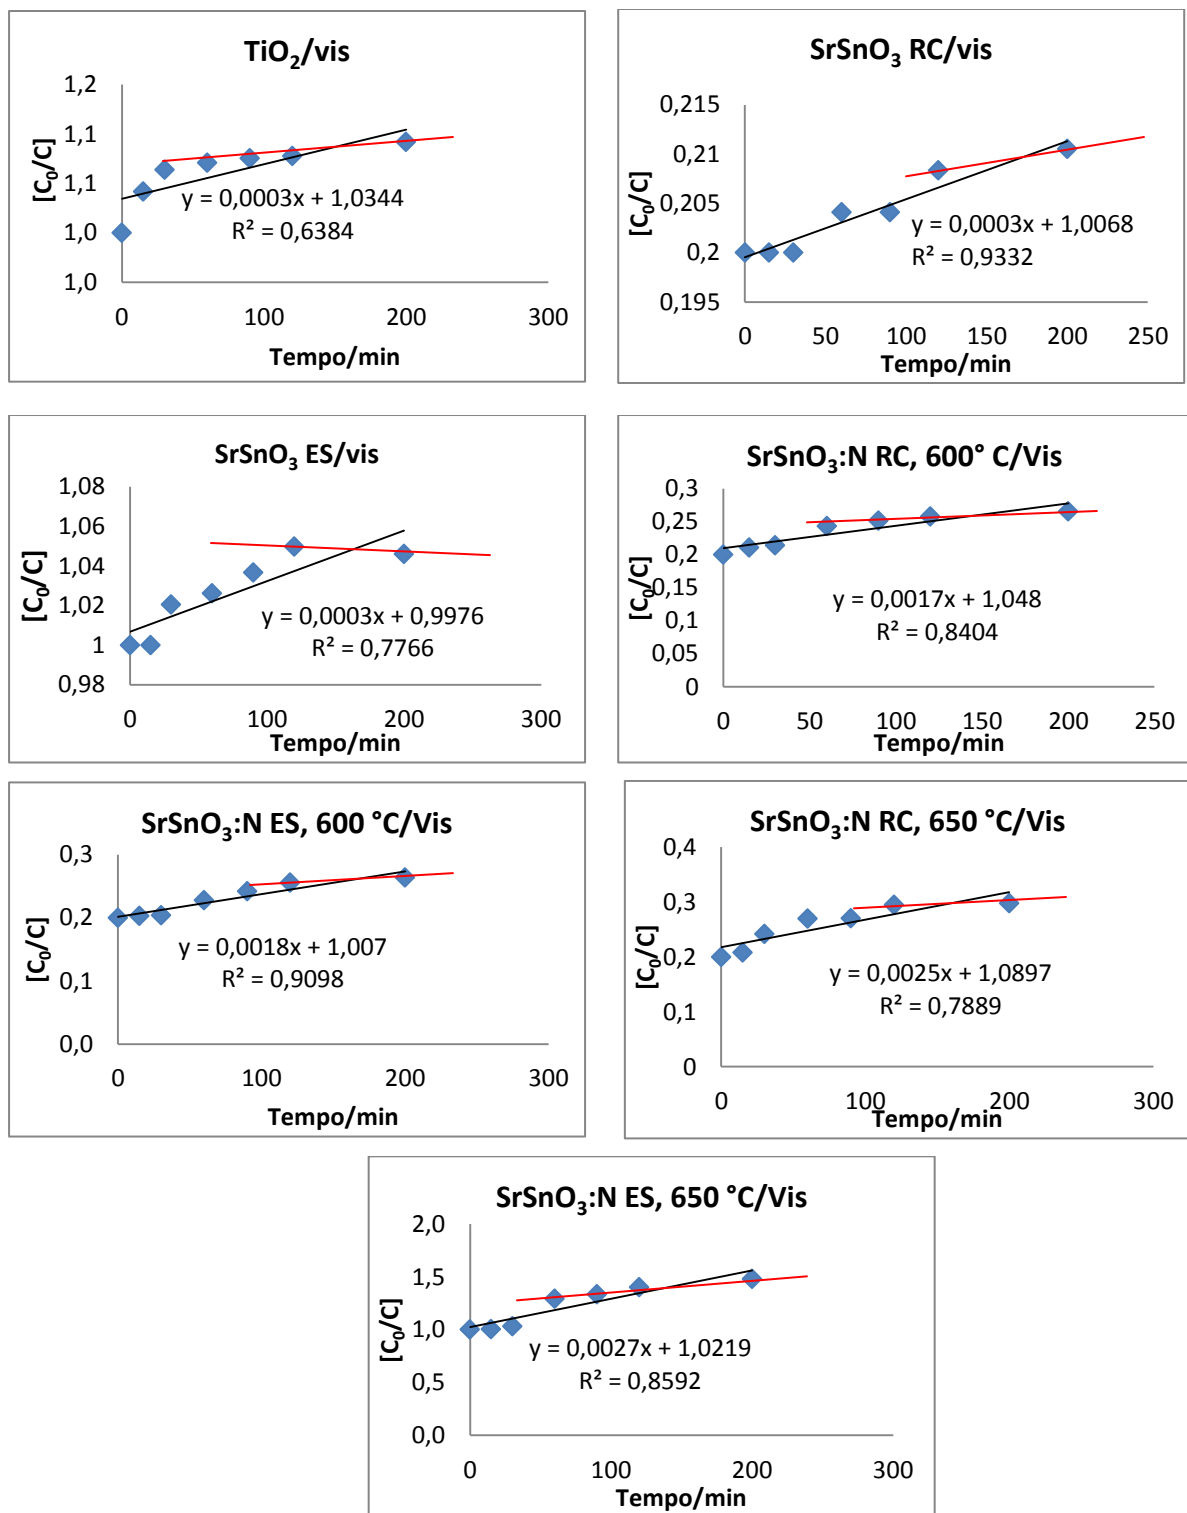 TiO₂/vis
1,2
1,1
1,1
1,0
1,0
[C₀/C]
y = 0,0003x + 1,0344
R² = 0,6384
0 100 200 300
Tempo/min
SrSnO₃ RC/vis
0,215
0,21
0,205
0,2
0,195
[C₀/C]
y = 0,0003x + 1,0068
R² = 0,9332
0 50 100 150 200 250
Tempo/min
SrSnO₃ ES/vis
1,08
1,06
1,04
1,02
1
0,98
[C₀/C]
y = 0,0003x + 0,9976
R² = 0,7766
0 100 200 300
Tempo/min
SrSnO₃:N RC, 600° C/Vis
0,3
0,25
0,2
0,15
0,1
0,05
0
[C₀/C]
y = 0,0017x + 1,048
R² = 0,8404
0 50 100 150 200 250
Tempo/min
SrSnO₃:N ES, 600 °C/Vis
0,3
0,2
0,1
0,0
[C₀/C]
y = 0,0018x + 1,007
R² = 0,9098
0 100 200 300
Tempo/min
SrSnO₃:N RC, 650 °C/Vis
0,4
0,3
0,2
0,1
0
[C₀/C]
y = 0,0025x + 1,0897
R² = 0,7889
0 100 200 300
Tempo/min
SrSnO₃:N ES, 650 °C/Vis
2,0
1,5
1,0
0,5
0,0
[C₀/C]
y = 0,0027x + 1,0219
R² = 0,8592
0 100 200 300
Tempo/min